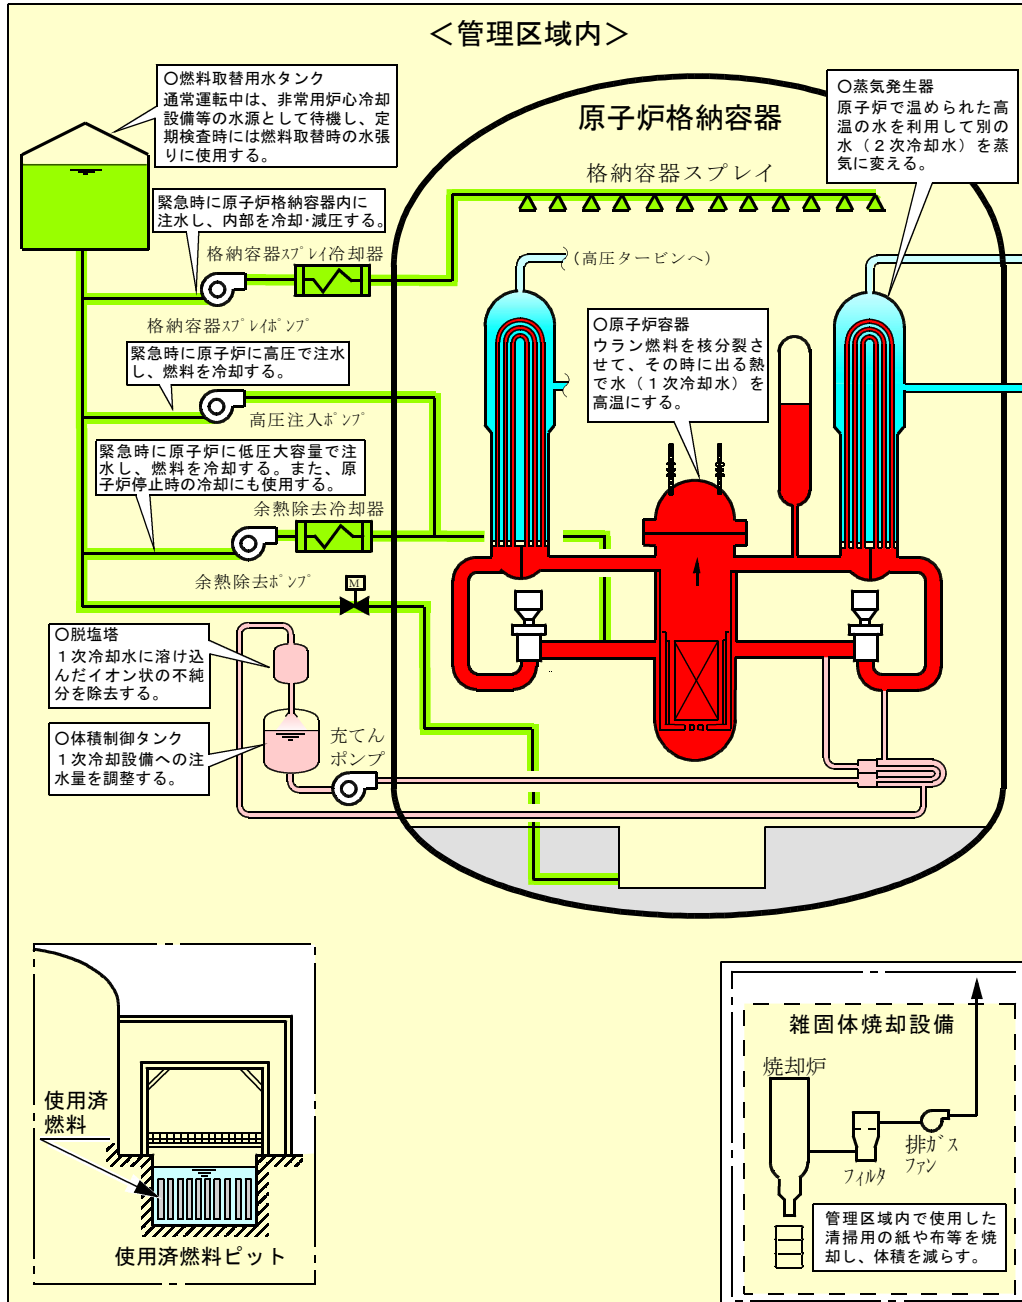 ＜管理区域内＞
○燃料取替用水タンク
通常運転中は、非常用炉心冷却
設備等の水源として待機し、定
期検査時には燃料取替時の水張
りに使用する。
原子炉格納容器
格納容器スプレイ
○蒸気発生器
原子炉で温められた高
温の水を利用して別の
水（２次冷却水）を蒸
気に変える。
緊急時に原子炉格納容器内に
注水し、内部を冷却･減圧する。
格納容器ｽﾌﾟﾚｲ冷却器
（高圧タービンへ）
格納容器ｽﾌﾟﾚｲﾎﾟﾝﾌﾟ
○原子炉容器
ウラン燃料を核分裂さ
せて、その時に出る熱
で水（１次冷却水）を
高温にする。
緊急時に原子炉に高圧で注水
し、燃料を冷却する。
高圧注入ﾎﾟﾝﾌﾟ
緊急時に原子炉に低圧大容量で注
水し、燃料を冷却する。また、原
子炉停止時の冷却にも使用する。
余熱除去冷却器
余熱除去ﾎﾟﾝﾌﾟ
M
○脱塩塔
１次冷却水に溶け込
んだイオン状の不純
分を除去する。
○体積制御タンク
１次冷却設備への注
水量を調整する。
充てん
ポンプ
使用済
燃料
使用済燃料ピット
雑固体焼却設備
焼却炉
フィルタ
排ｶﾞｽ
ファン
管理区域内で使用した
清掃用の紙や布等を焼
却し、体積を減らす。